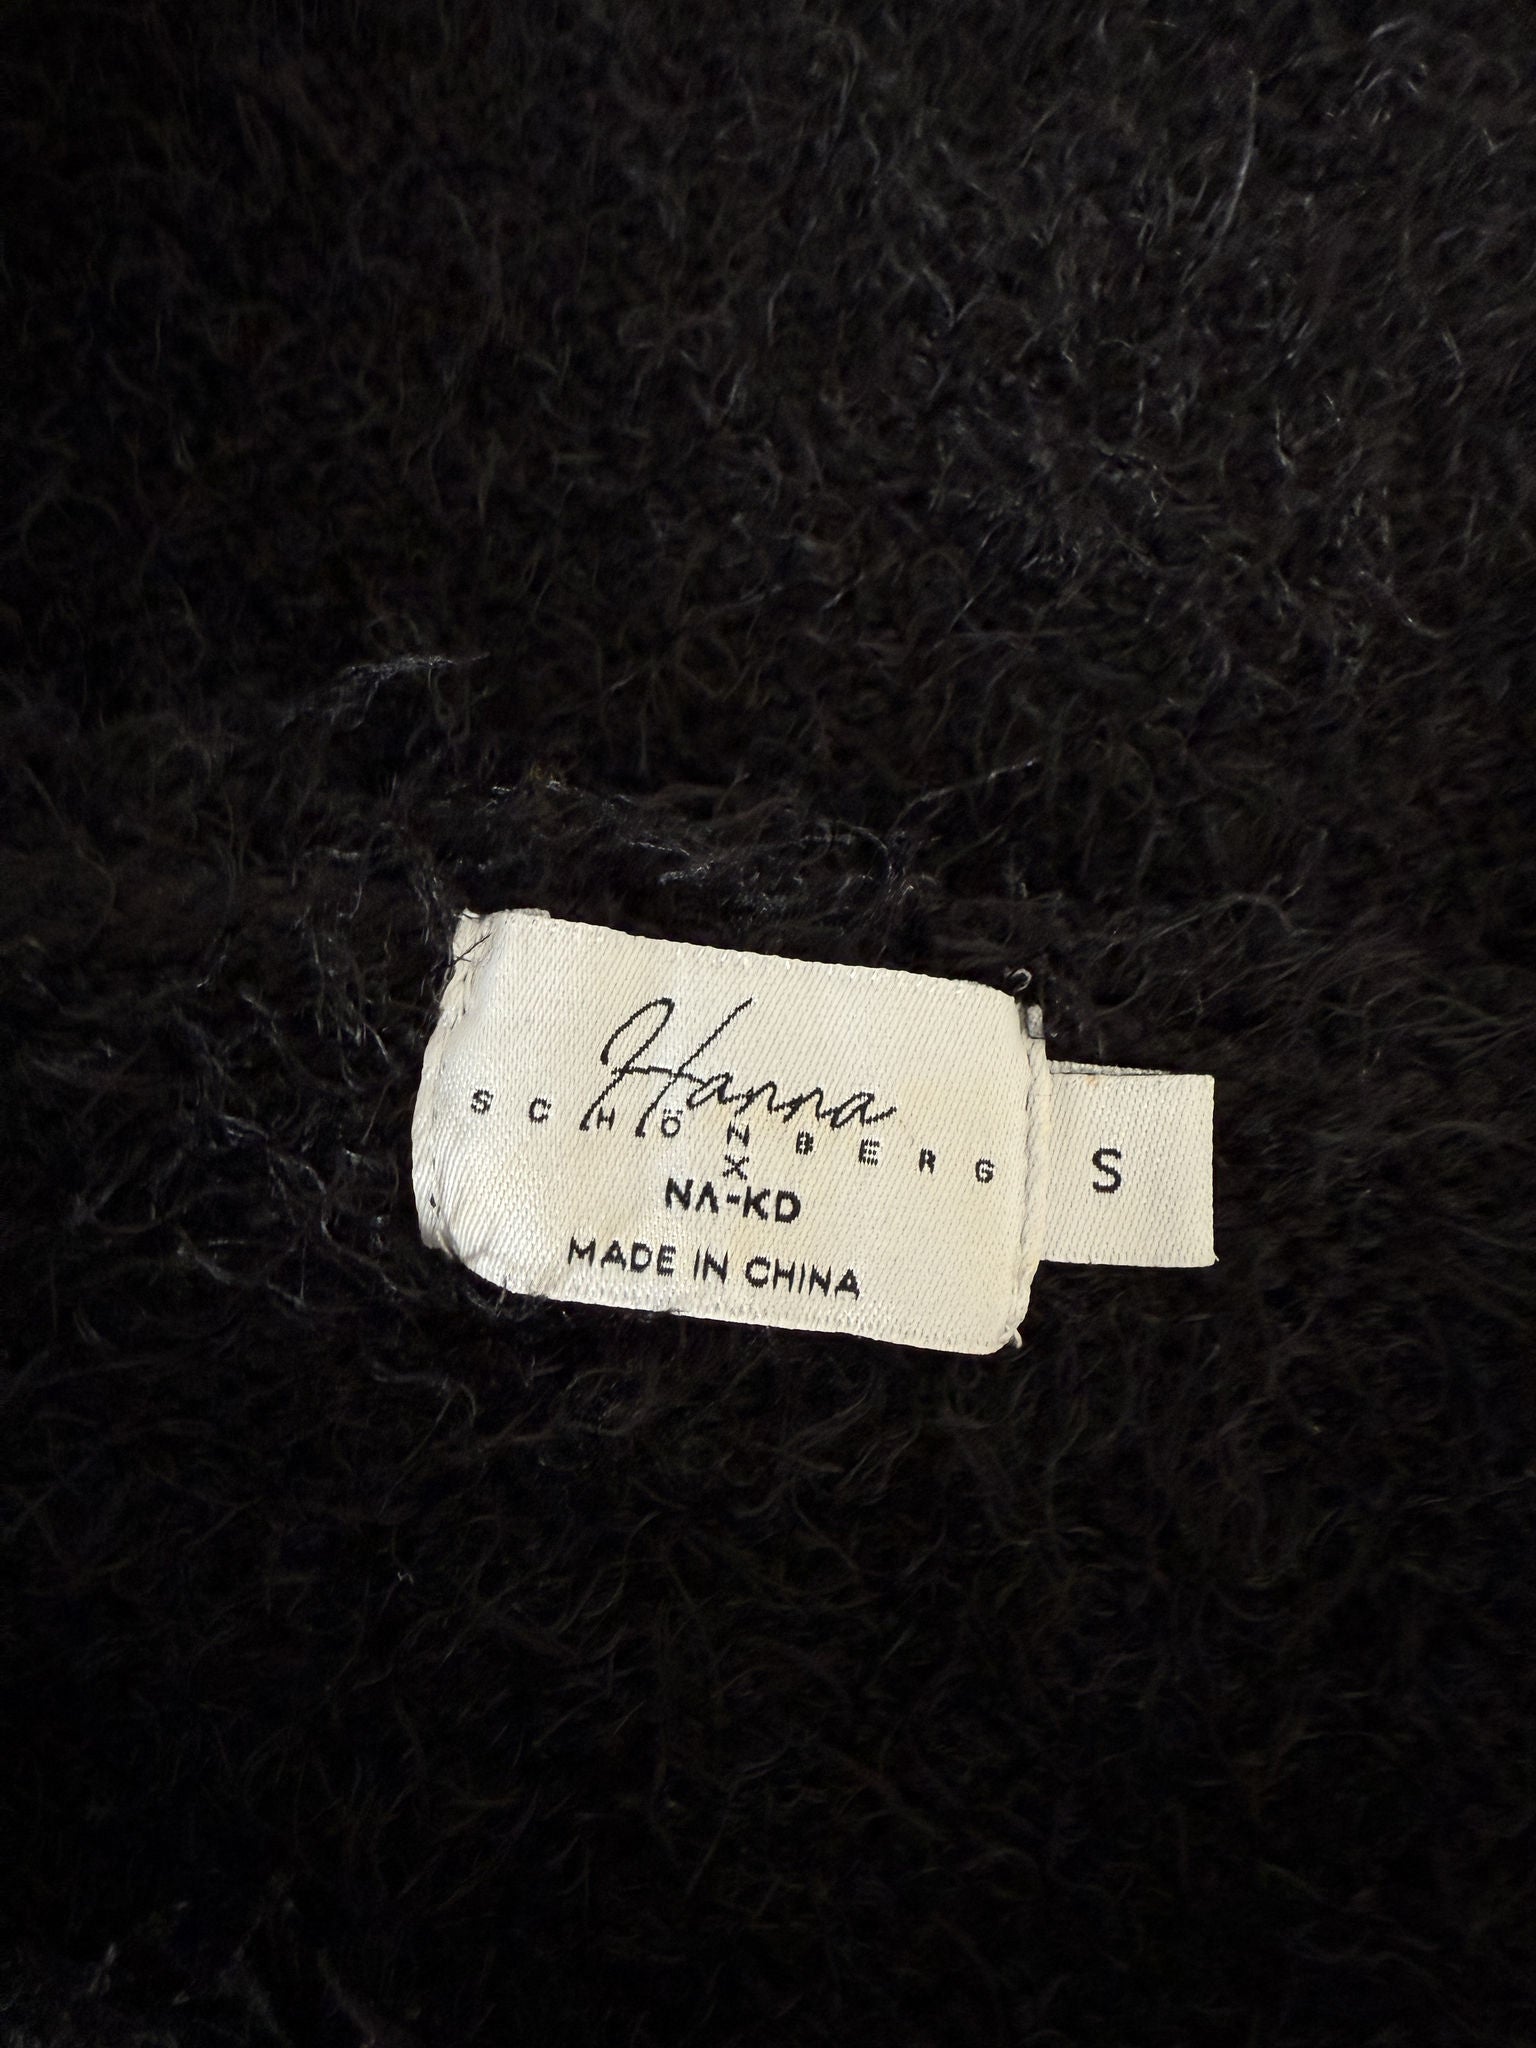 Hanna
SCHÖNBERG
X
NA-KD
MADE IN CHINA
S